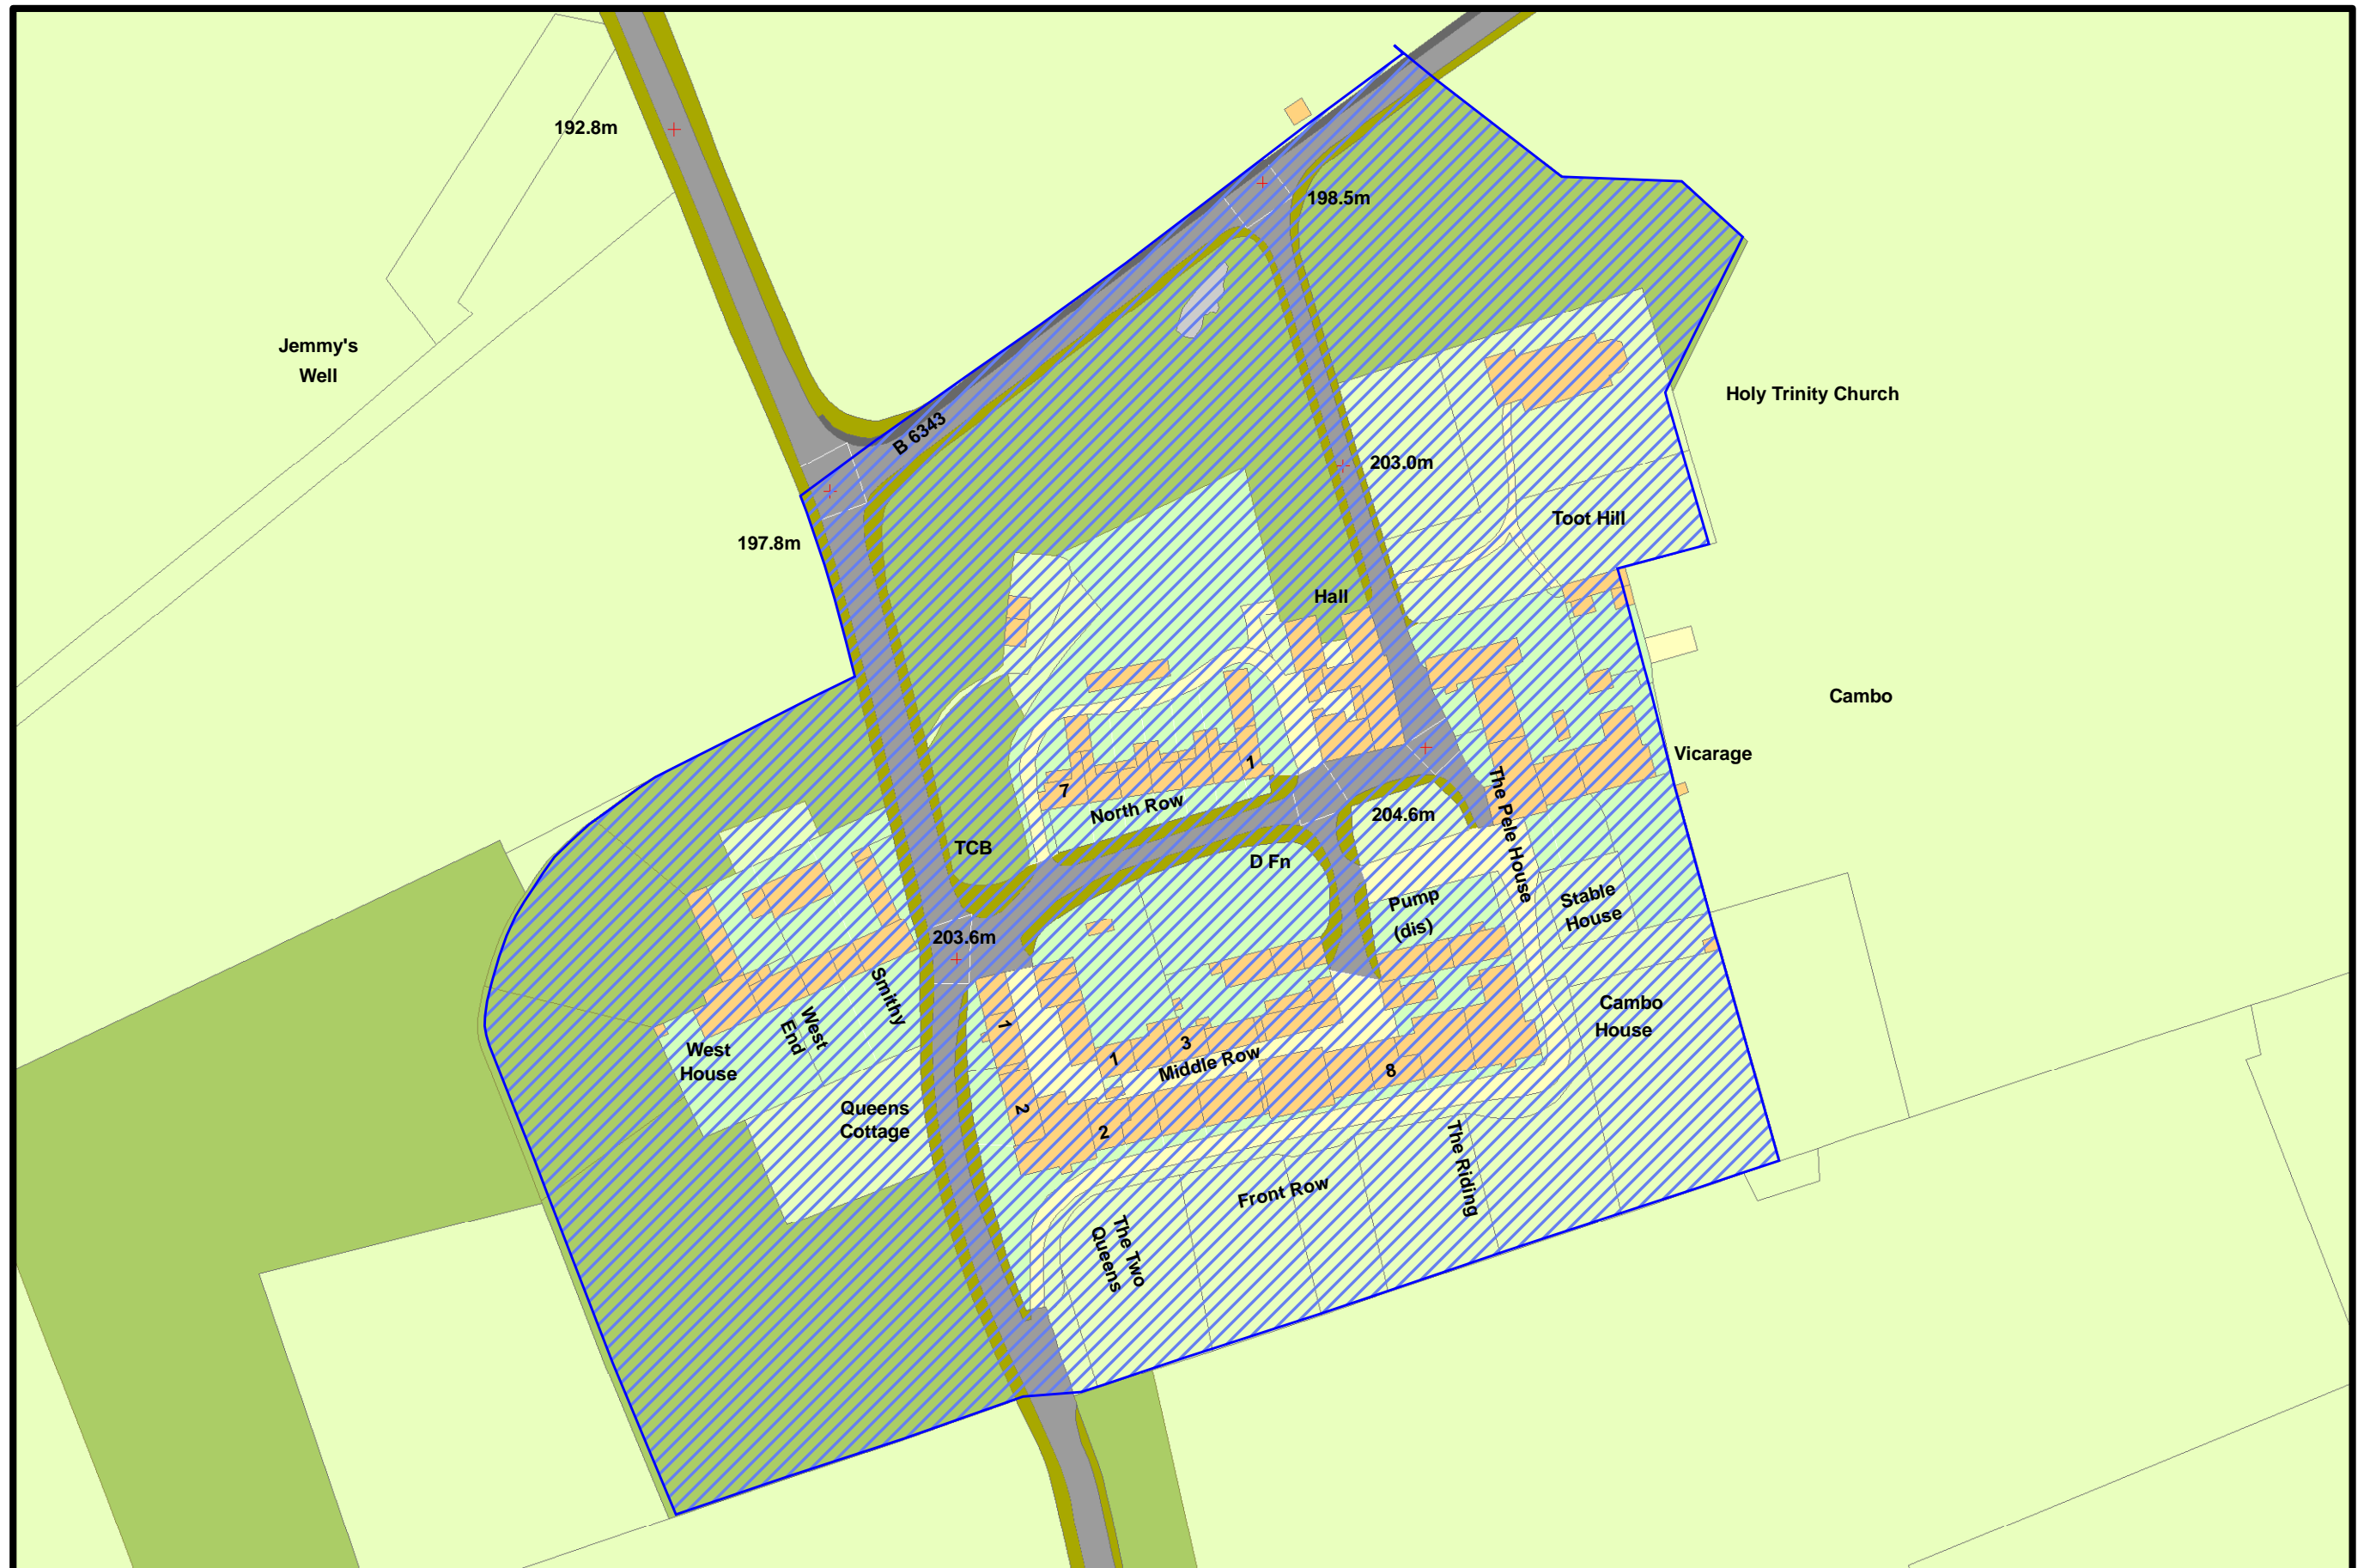 192.8m
198.5m
Jemmy's
Well
Holy Trinity Church
B 6343
203.0m
Toot Hill
197.8m
Hall
Cambo
Vicarage
1
7
North Row
The Pele House
204.6m
TCB
D Fn
Pump
(dis)
Stable
House
203.6m
Smithy
West
End
West
House
Cambo
House
1
1
3
Middle Row
8
Queens
Cottage
2
2
The Riding
Front Row
The Two
Queens